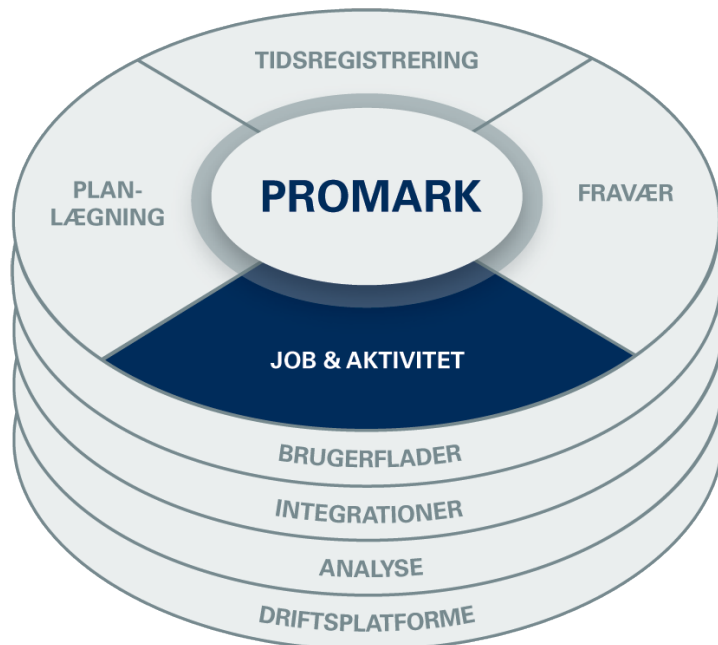 TIDSREGISTRERING
PLAN-
LÆGNING
PROMARK
FRAVÆR
JOB & AKTIVITET
BRUGERFLADER
INTEGRATIONER
ANALYSE
DRIFTSPLATFORME